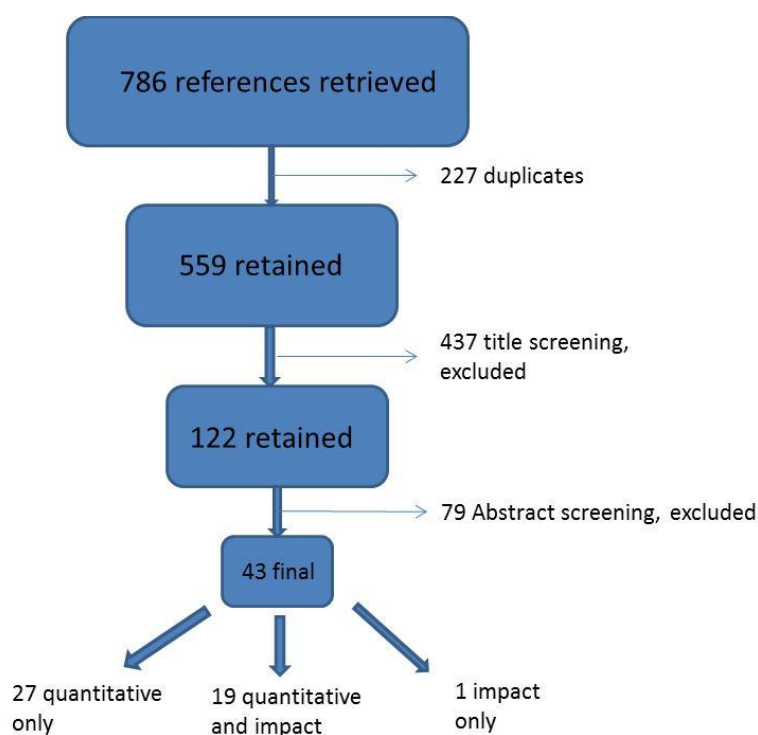 786 references retrieved
227 duplicates
559 retained
437 title screening,
excluded
122 retained
79 Abstract screening, excluded
43 final
27 quantitative
only
19 quantitative
and impact
1 impact
only